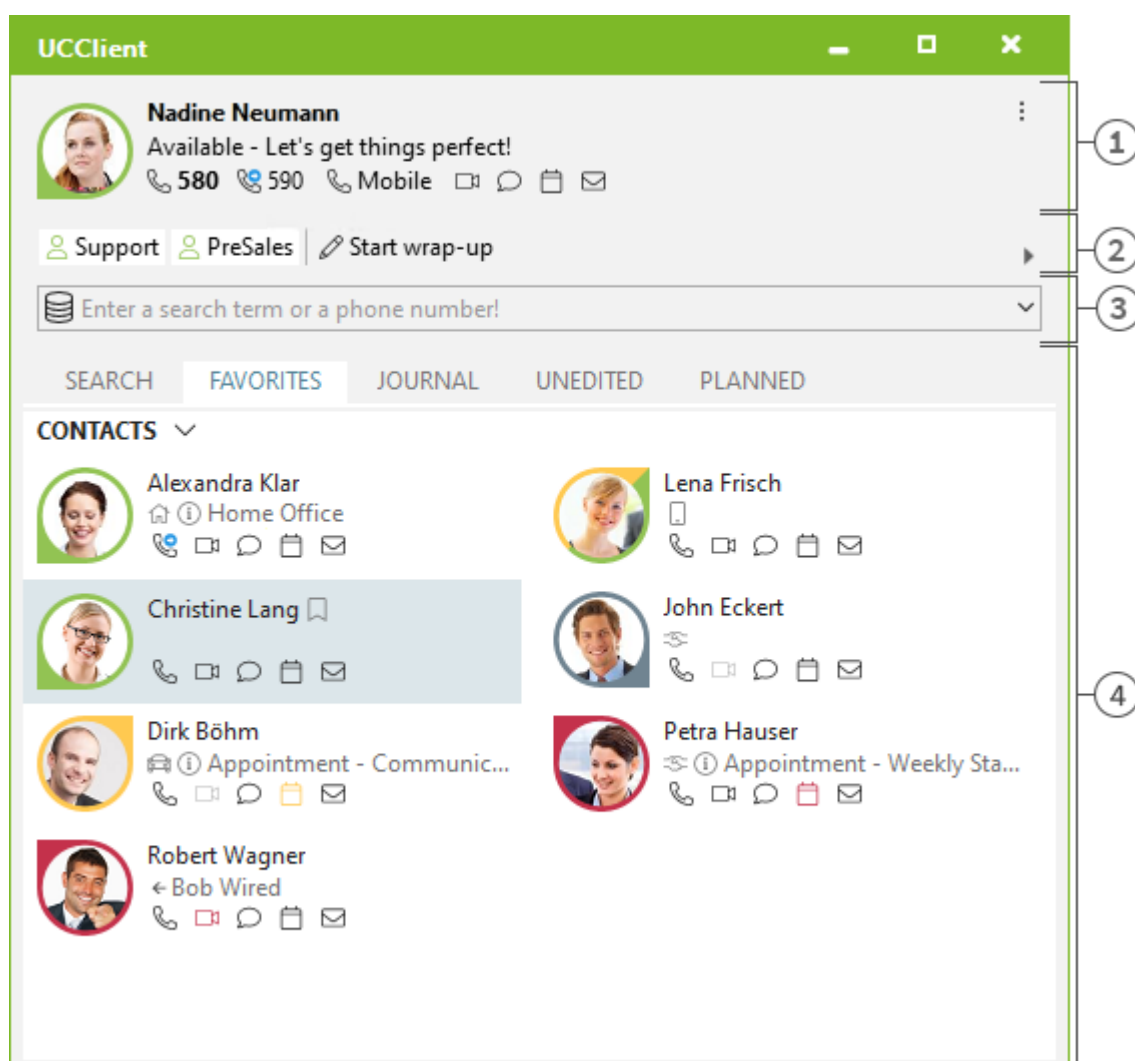 UCClient
Nadine Neumann
Available - Let's get things perfect!
580 590 Mobile
1
Support PreSales Start wrap-up
2
Enter a search term or a phone number!
3
SEARCH FAVORITES JOURNAL UNEDITED PLANNED
CONTACTS
Alexandra Klar
Home Office
Lena Frisch
Christine Lang
John Eckert
4
Dirk Böhm
Appointment - Communic...
Petra Hauser
Appointment - Weekly Sta...
Robert Wagner
Bob Wired